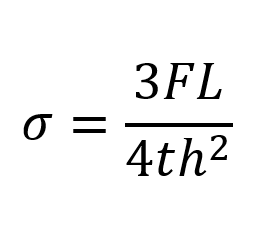 σ = 3FL / 4th²